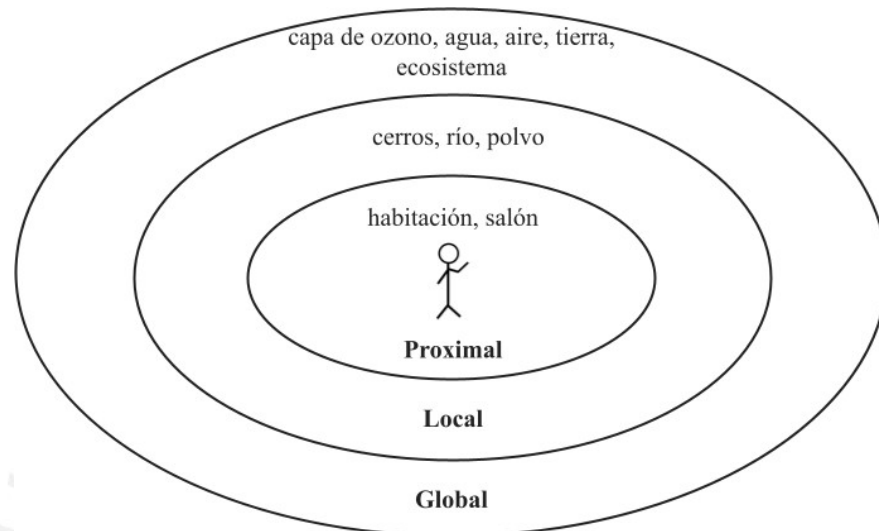 capa de ozono, agua, aire, tierra,
ecosistema
cerros, río, polvo
habitación, salón
Proximal
Local
Global